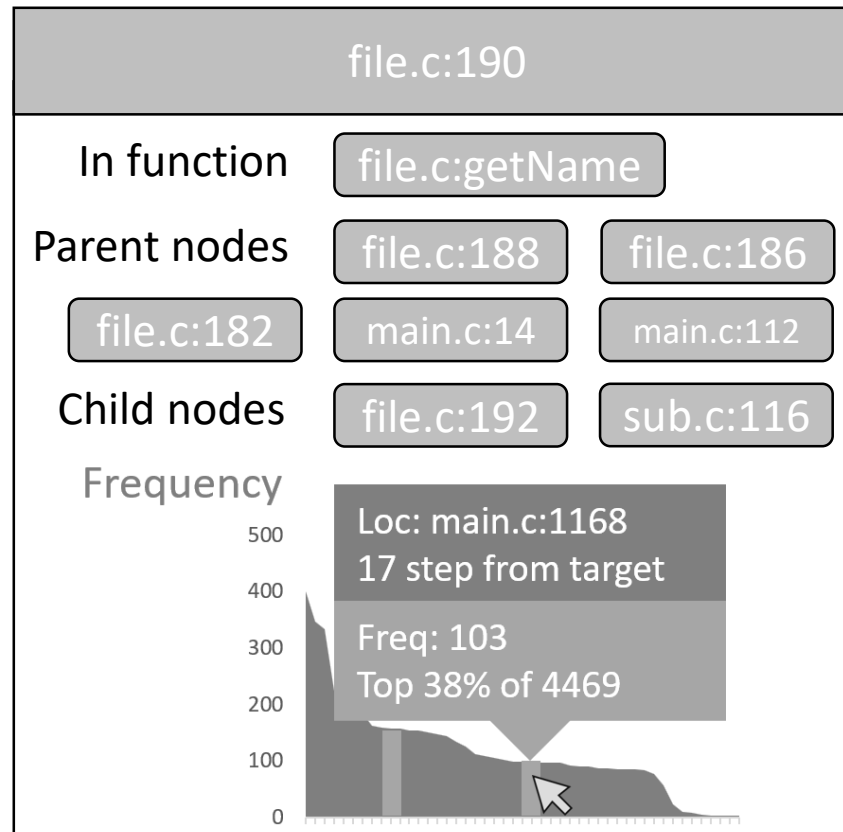 file.c:190
In function file.c:getName
Parent nodes file.c:188 file.c:186
file.c:182 main.c:14 main.c:112
Child nodes file.c:192 sub.c:116
Frequency
Loc: main.c:1168
17 step from target
Freq: 103
Top 38% of 4469
500
400
300
200
100
0